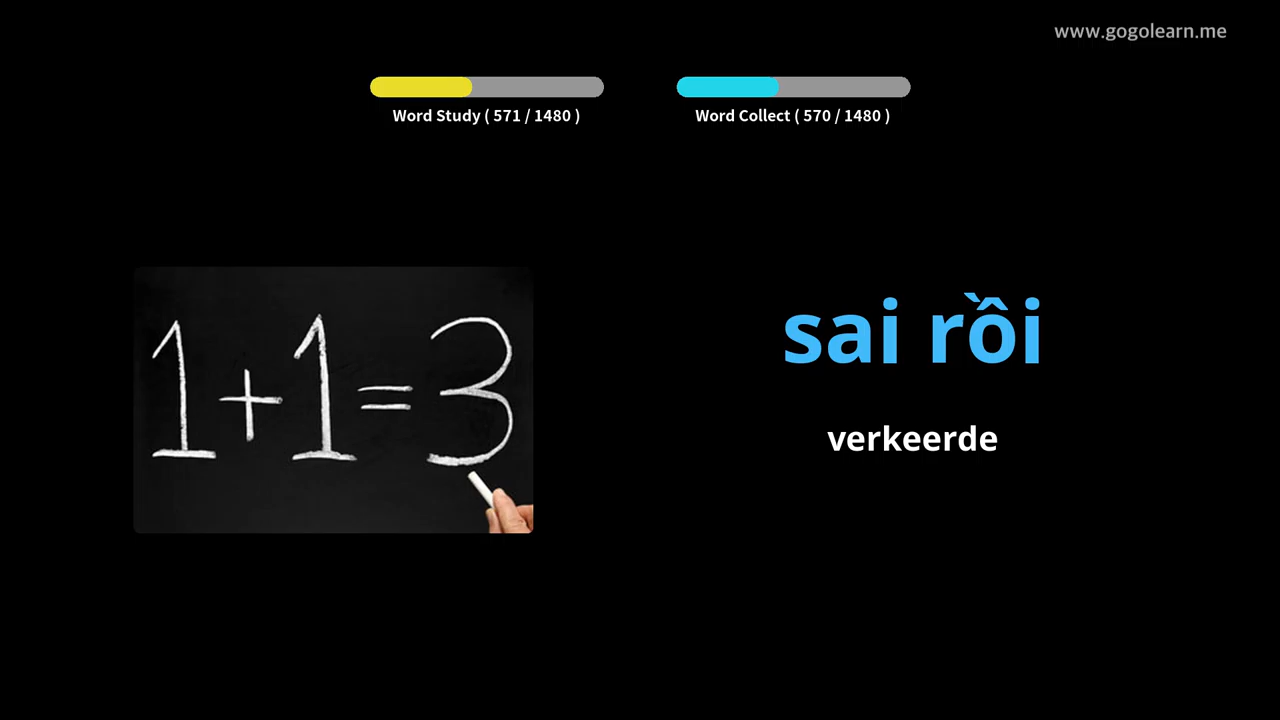 www.gogolearn.me
Word Study ( 571 / 1480 )
Word Collect ( 570 / 1480 )
1+1=3
sai rồi
verkeerde